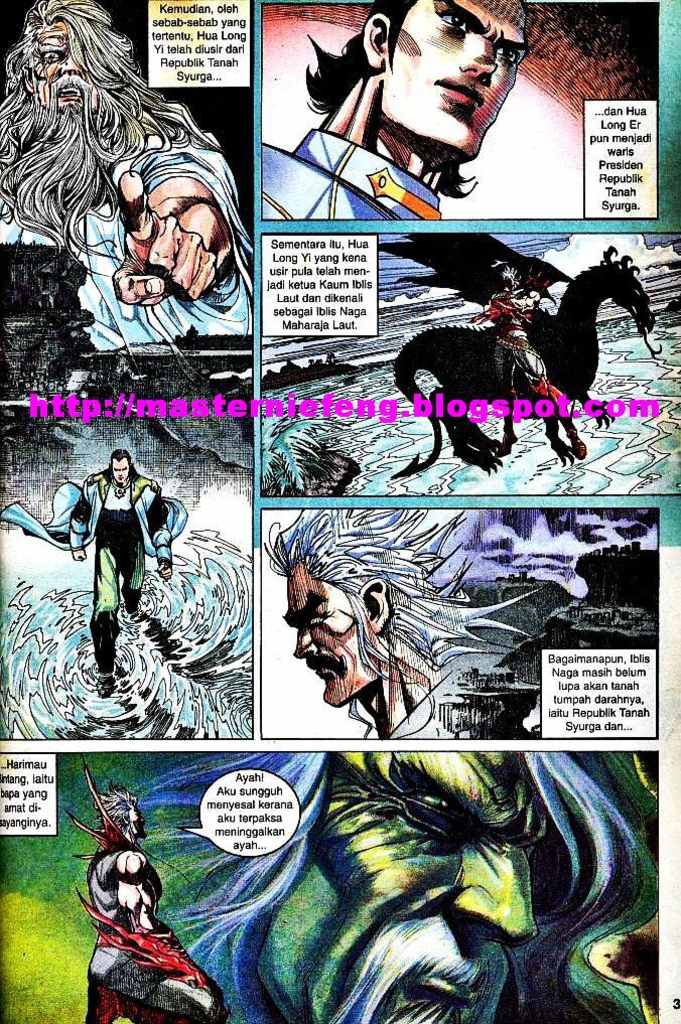 Kemudian, oleh
sebab-sebab yang
tertentu, Hua Long
Yi telah diusir dari
Republik Tanah
Syurga...
...dan Hua
Long Er
pun menjadi
waris
Presiden
Republik
Tanah
Syurga.
Sementara itu, Hua
Long Yi yang kena
usir pula telah men-
jadi ketua Kaum Iblis
Laut dan dikenali
sebagai Iblis Naga
Maharaja Laut.
http://masterniofeng.blogspot.com
Bagaimanapun, Iblis
Naga masih belum
lupa akan tanah
tumpah darahnya,
iaitu Republik Tanah
Syurga dan...
...Harimau
intang, iaitu
bapa yang
amat di-
sayanginya.
Ayah!
Aku sungguh
menyesal kerana
aku terpaksa
meninggalkan
ayah...
3